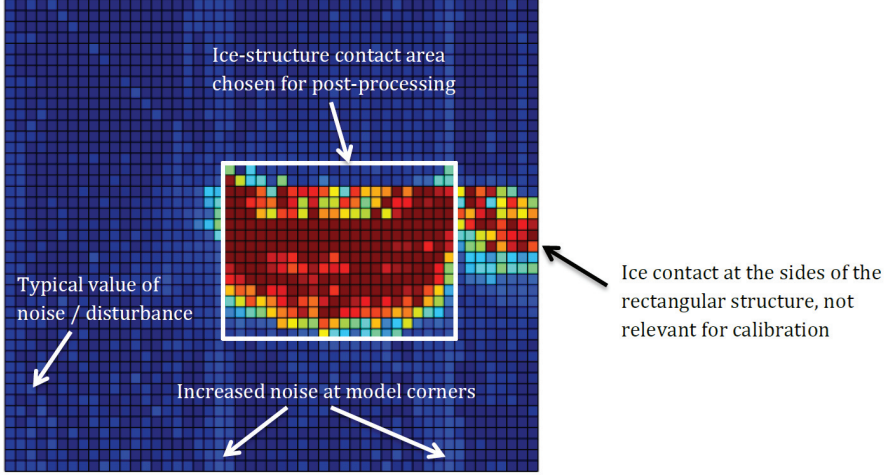 Ice-structure contact area
chosen for post-processing
Typical value of
noise / disturbance
Ice contact at the sides of the
rectangular structure, not
relevant for calibration
Increased noise at model corners